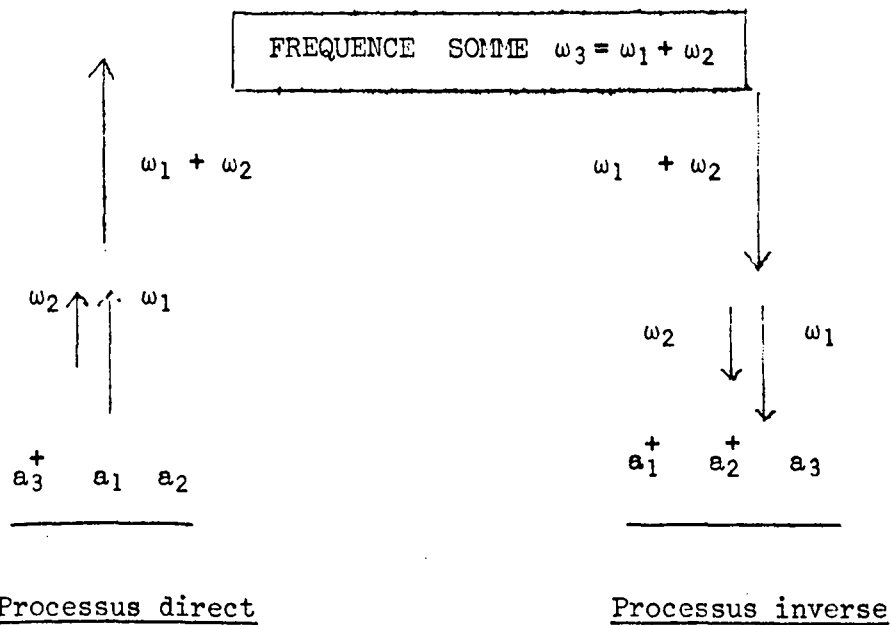 FREQUENCE SOMME ω₃ = ω₁ + ω₂
ω₁ + ω₂
ω₁ + ω₂
ω₂ ω₁
ω₂ ω₁
a₃⁺ a₁ a₂
a₁⁺ a₂⁺ a₃
Processus direct
Processus inverse